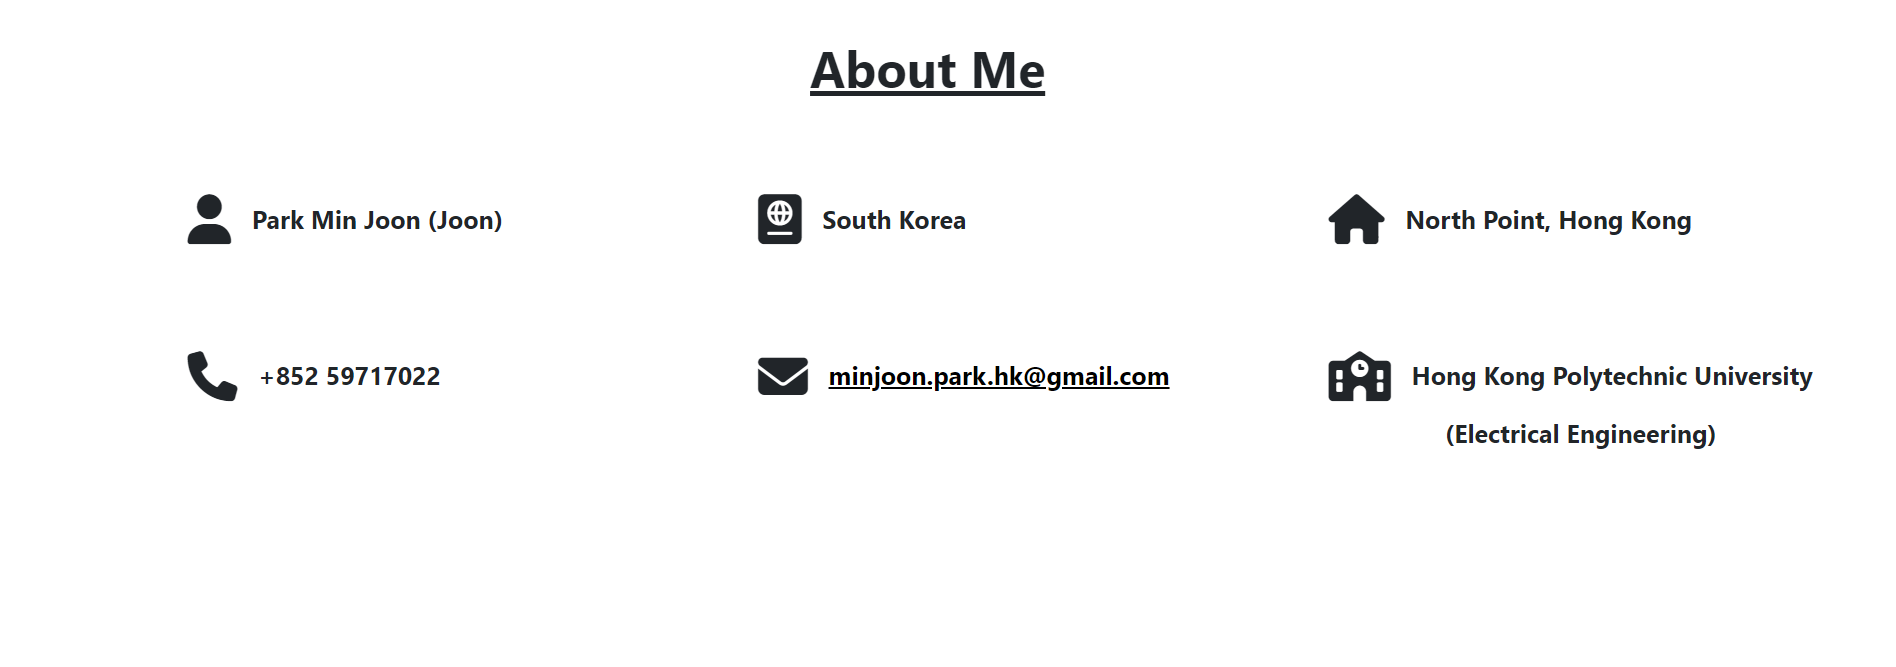 About Me
Park Min Joon (Joon)
South Korea
North Point, Hong Kong
+852 59717022
minjoon.park.hk@gmail.com
Hong Kong Polytechnic University
(Electrical Engineering)